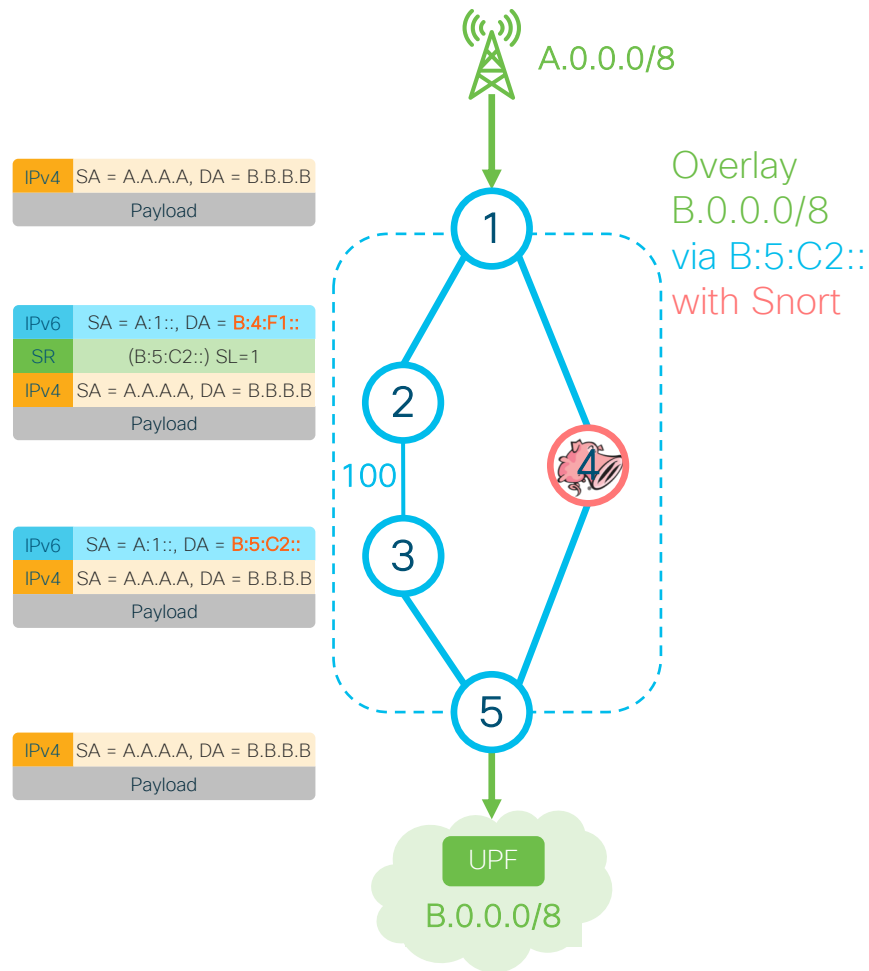 A.0.0.0/8
IPv4 SA = A.A.A.A, DA = B.B.B.B
Payload
Overlay
B.0.0.0/8
via B:5:C2::
with Snort
1
IPv6 SA = A:1::, DA = B:4:F1::
SR (B:5:C2::) SL=1
IPv4 SA = A.A.A.A, DA = B.B.B.B
Payload
2
4
100
3
IPv6 SA = A:1::, DA = B:5:C2::
IPv4 SA = A.A.A.A, DA = B.B.B.B
Payload
5
IPv4 SA = A.A.A.A, DA = B.B.B.B
Payload
UPF
B.0.0.0/8